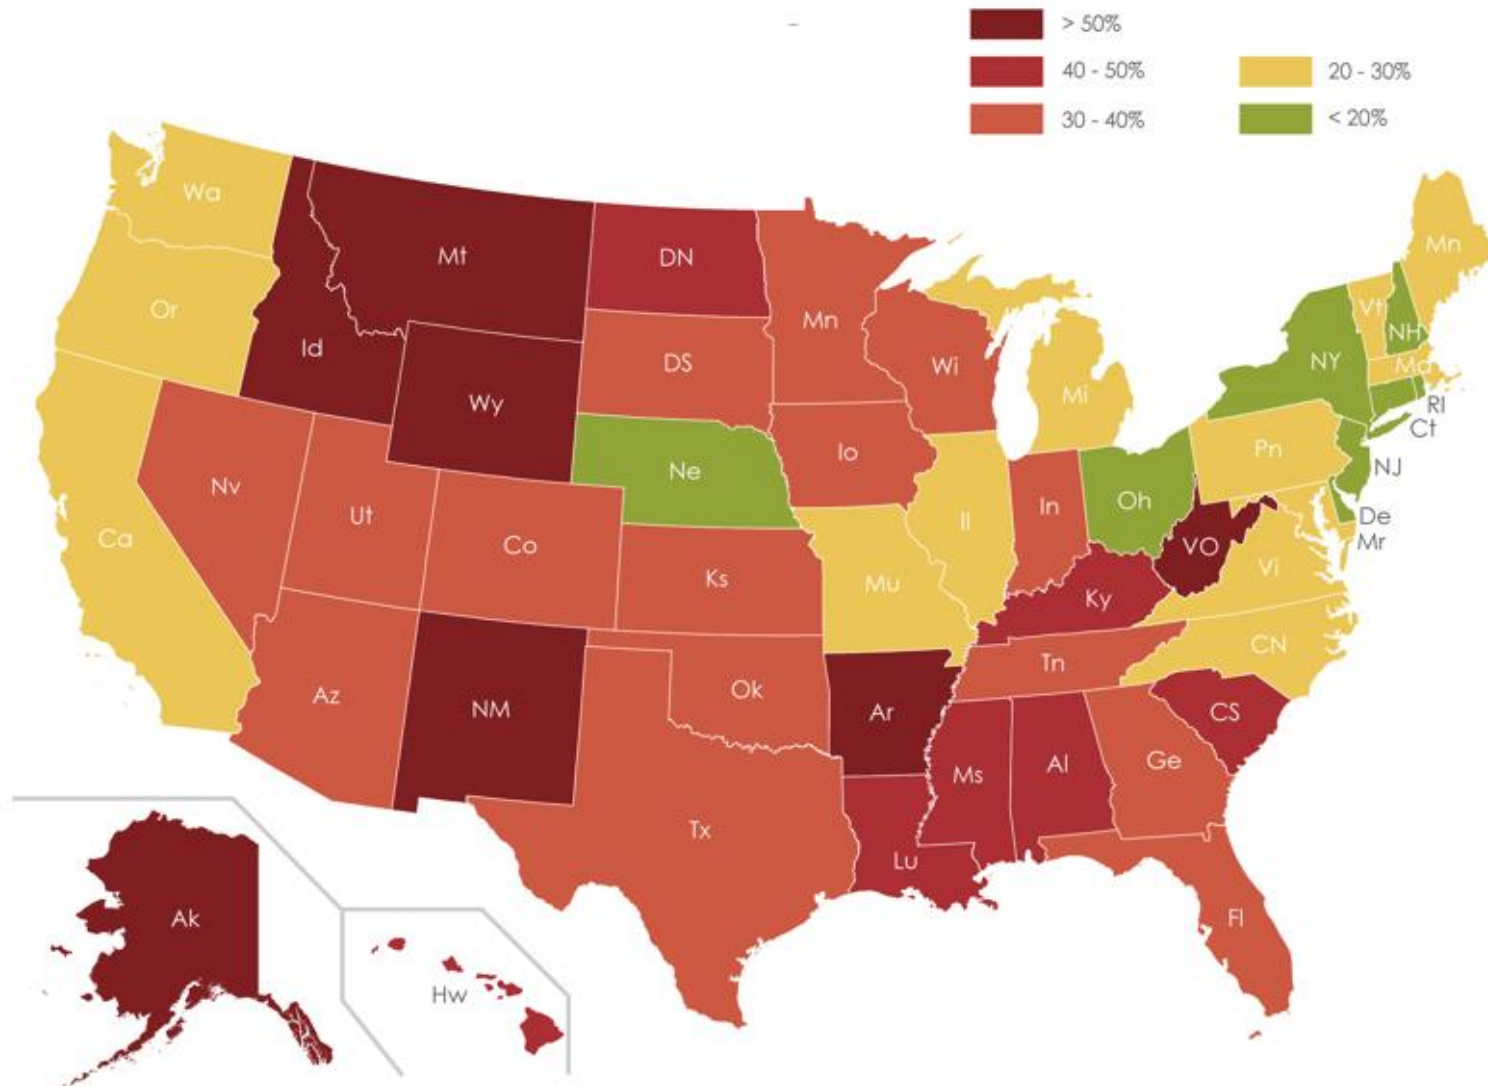 > 50%
40 - 50%
20 - 30%
30 - 40%
< 20%
Wa
Mt
DN
Mn
Mn
Or
Id
Wy
DS
Wi
Mi
NY
Vt
NH
Ma
RI
Ct
Nv
Ut
Co
Ne
Io
Il
In
Oh
Pn
NJ
Ca
Ks
Mu
Ky
VO
Vi
De
Mr
Az
NM
Ok
Ar
Tn
CN
CS
Tx
Lu
Ms
Al
Ge
Fl
Ak
Hw